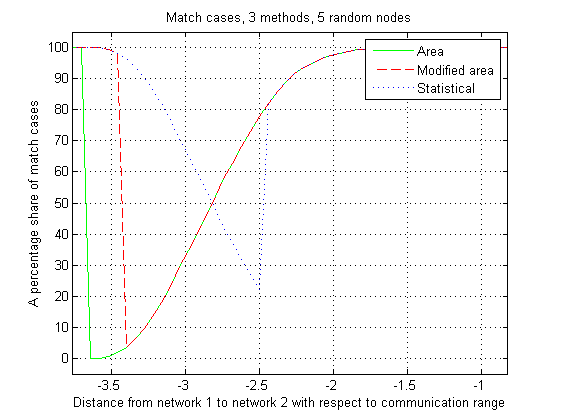 Match cases, 3 methods, 5 random nodes
A percentage share of match cases
100
90
80
70
60
50
40
30
20
10
0
Area
Modified area
Statistical
-3.5 -3 -2.5 -2 -1.5 -1
Distance from network 1 to network 2 with respect to communication range